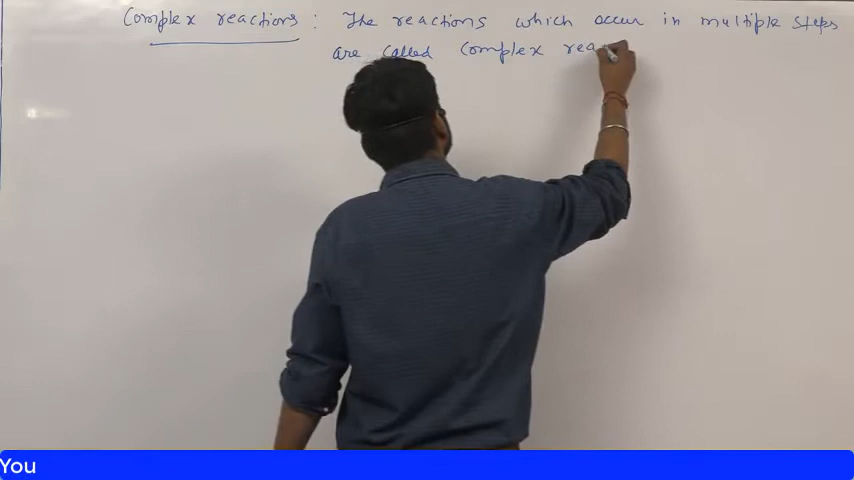 Complex reactions : The reactions which occur in multiple steps
are called Complex rea
You